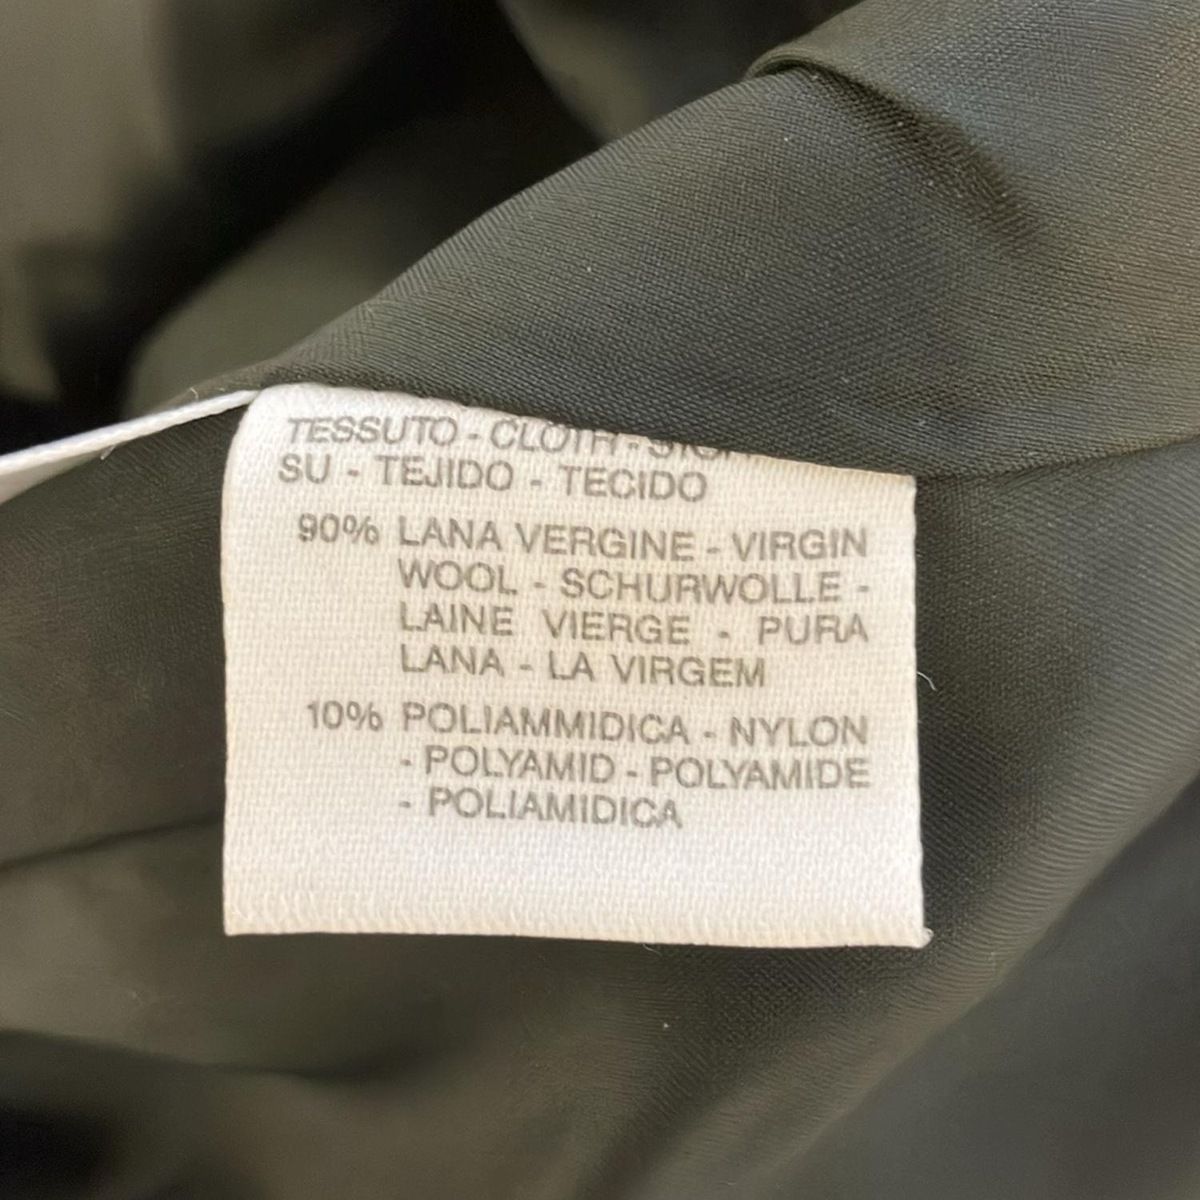 TESSUTO - CLOTH -
SU - TEJIDO - TECIDO
90% LANA VERGINE - VIRGIN
WOOL - SCHURWOLLE -
LAINE VIERGE - PURA
LANA - LA VIRGEM
10% POLIAMMIDICA - NYLON
- POLYAMID - POLYAMIDE
- POLIAMIDICA